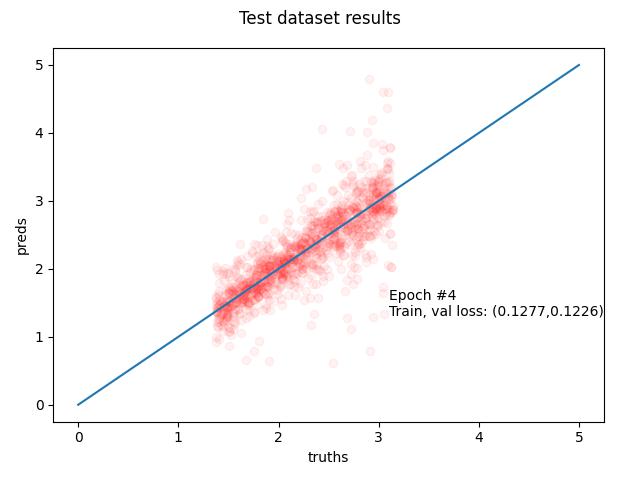 Test dataset results
5
4
3
2
1
0
preds
Epoch #4
Train, val loss: (0.1277,0.1226)
0 1 2 3 4 5
truths